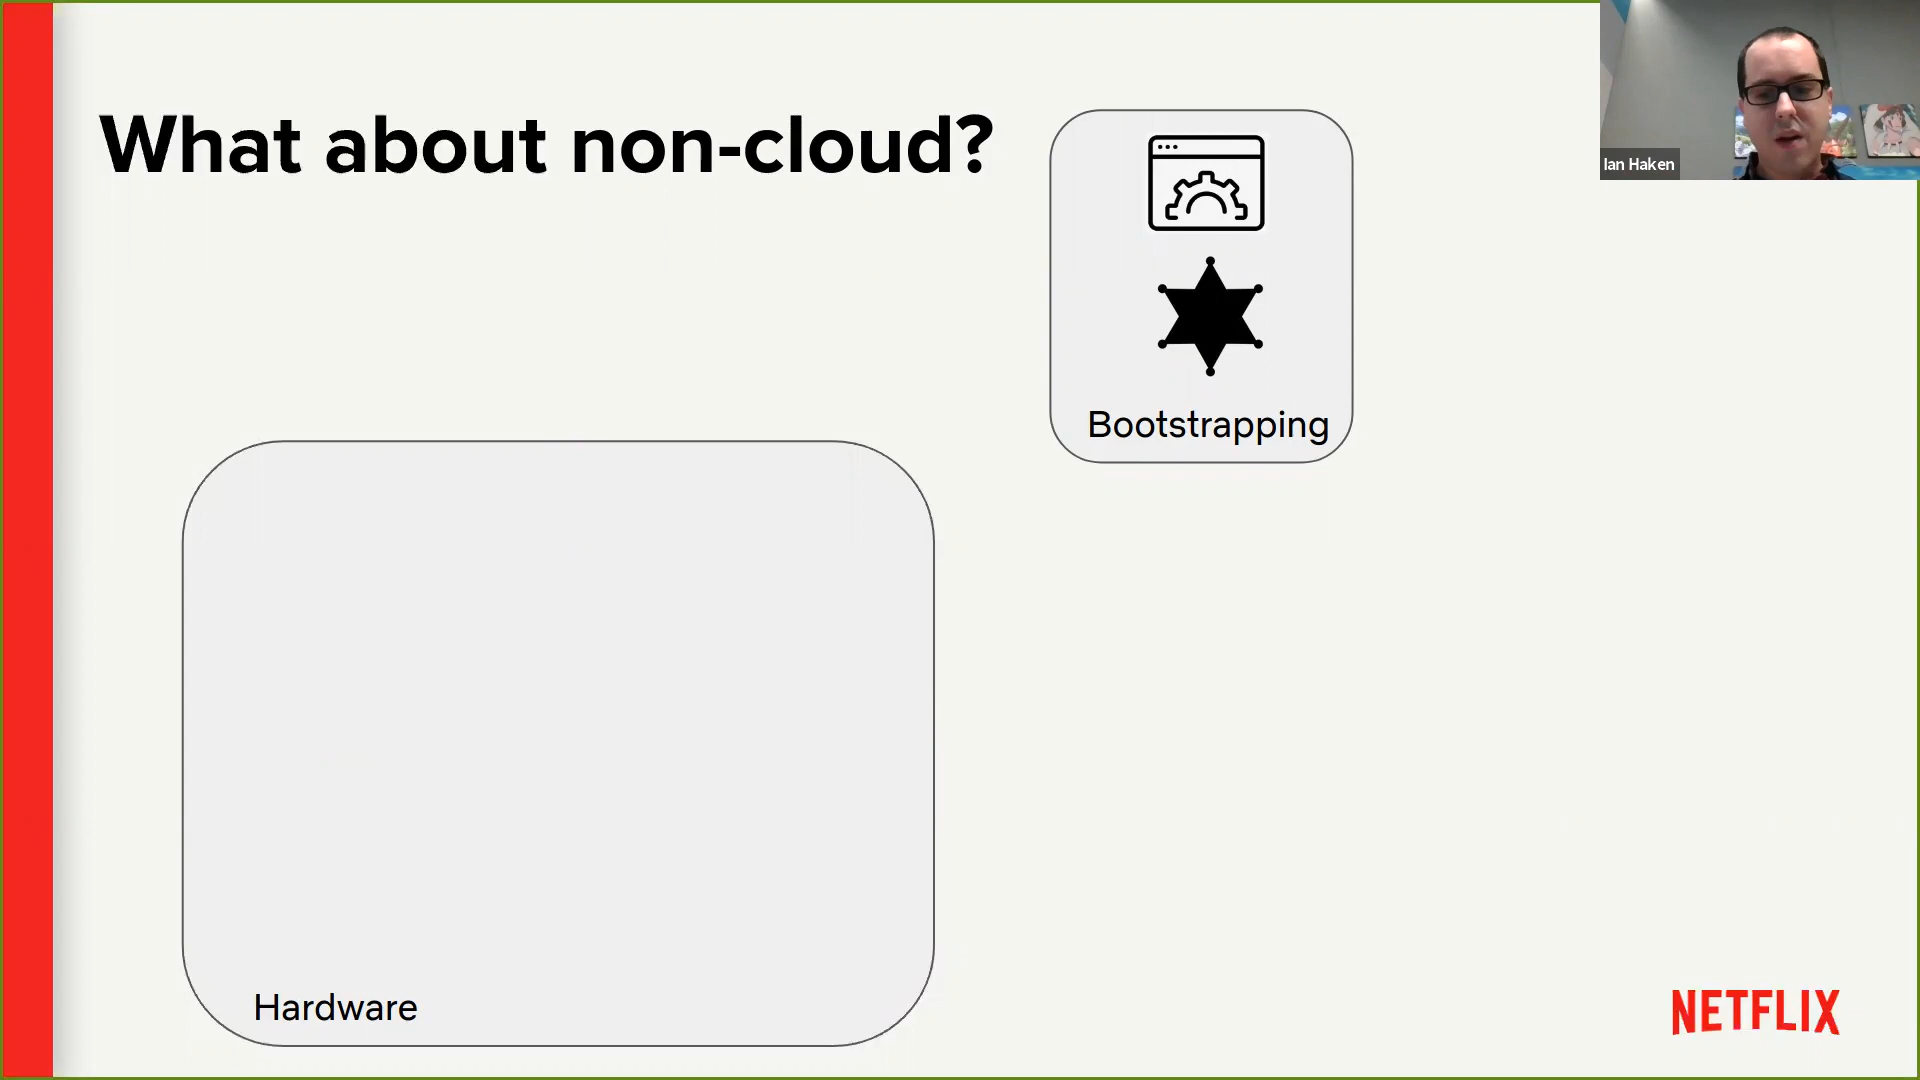 What about non-cloud?
Ian Haken
Bootstrapping
Hardware
NETFLIX